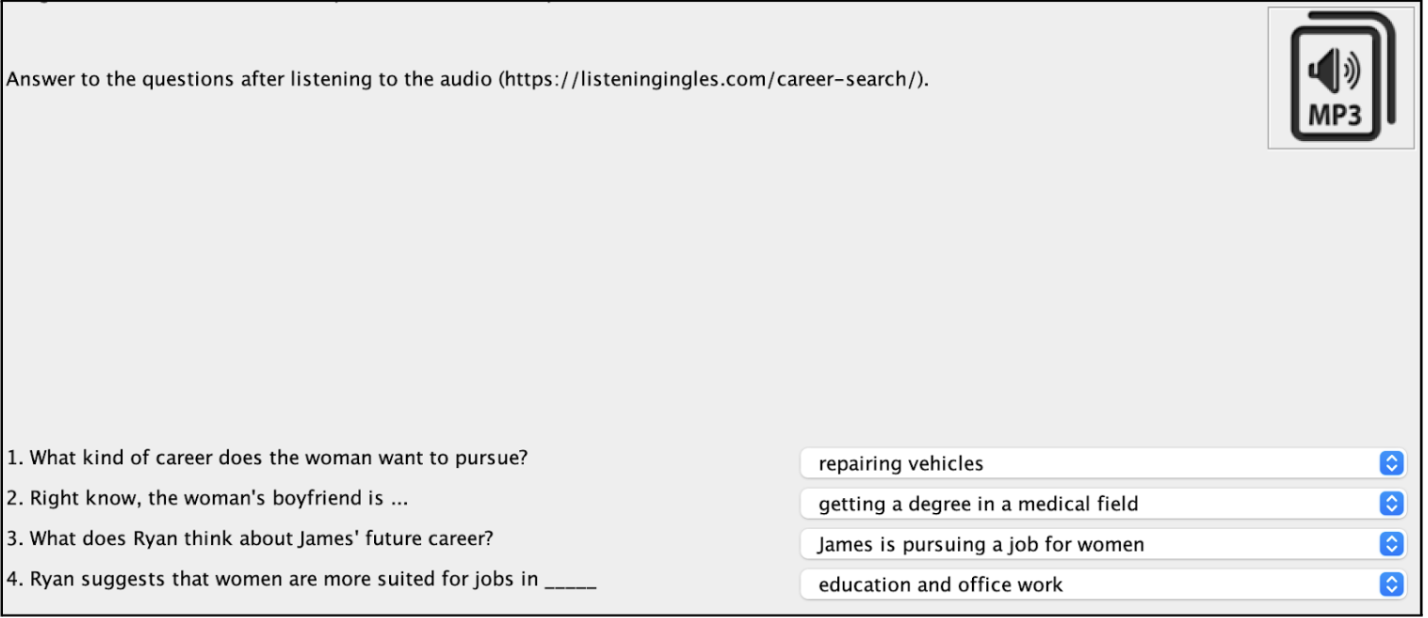 Answer to the questions after listening to the audio (https://listeningingles.com/career-search/).
MP3
1. What kind of career does the woman want to pursue?
repairing vehicles
2. Right know, the woman's boyfriend is ...
getting a degree in a medical field
3. What does Ryan think about James' future career?
James is pursuing a job for women
4. Ryan suggests that women are more suited for jobs in _____
education and office work